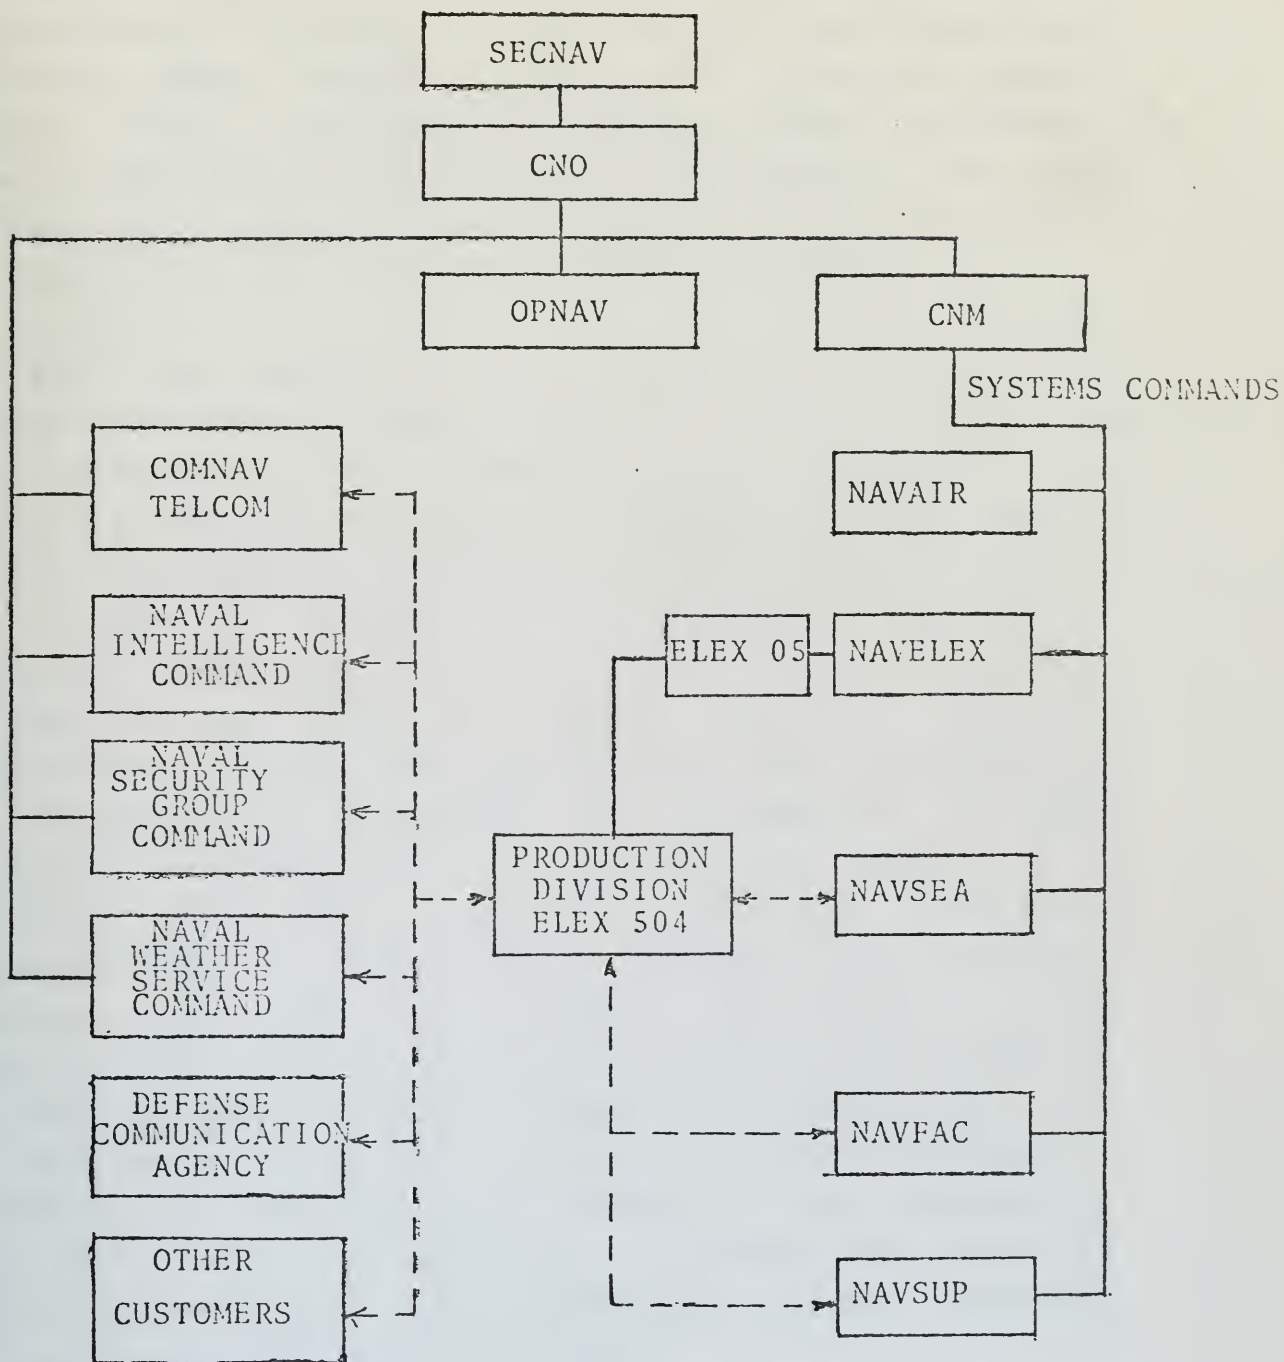 SECNAV
CNO
OPNAV
CNM
SYSTEMS COMMANDS
COMNAV
TELCOM
NAVAIR
NAVAL
INTELLIGENCE
COMMAND
ELEX 05
NAVELEX
NAVAL
SECURITY
GROUP
COMMAND
PRODUCTION
DIVISION
ELEX 504
NAVSEA
NAVAL
WEATHER
SERVICE
COMMAND
DEFENSE
COMMUNICATION
AGENCY
NAVFAC
OTHER
CUSTOMERS
NAVSUP